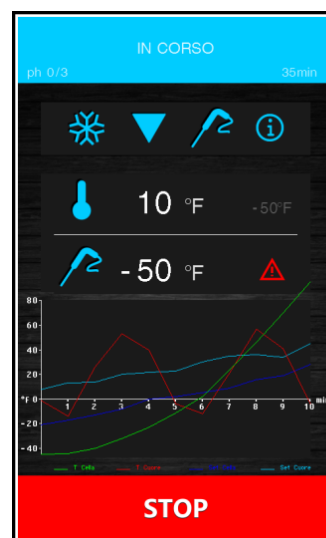 IN CORSO
ph 0/3 35min
10 °F -50°F
-50 °F
80
60
40
20
°F 0
1 2 3 4 5 6 7 8 9 10 min
-20
-40
T Cella T Cuore Set Cuore
STOP